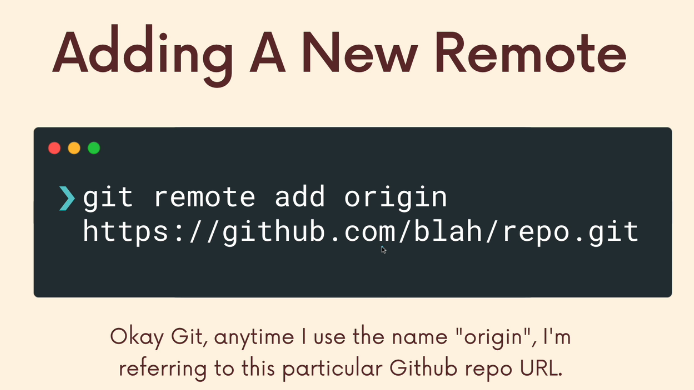 Adding A New Remote
❯ git remote add origin
https://github.com/blah/repo.git
Okay Git, anytime I use the name "origin", I'm
referring to this particular Github repo URL.